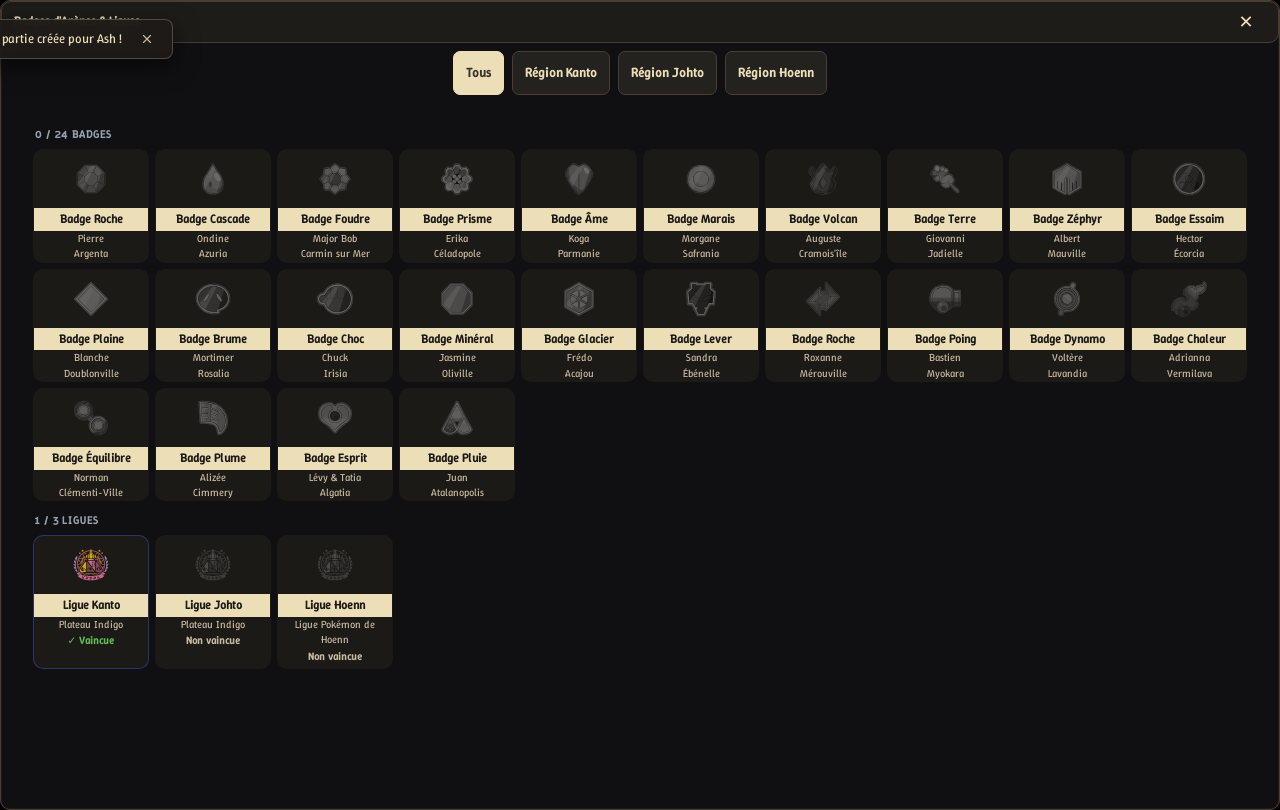 partie créée pour Ash !
Tous
Région Kanto
Région Johto
Région Hoenn
0 / 24 BADGES
Badge Roche
Pierre
Argenta
Badge Cascade
Ondine
Azuria
Badge Foudre
Major Bob
Carmin sur Mer
Badge Prisme
Erika
Céladopole
Badge Âme
Koga
Parmanie
Badge Marais
Morgane
Safrania
Badge Volcan
Auguste
Cramois'île
Badge Terre
Giovanni
Jadielle
Badge Zéphyr
Albert
Mauville
Badge Essaim
Hector
Écorcia
Badge Plaine
Blanche
Doublonville
Badge Brume
Mortimer
Rosalia
Badge Choc
Chuck
Irisia
Badge Minéral
Jasmine
Oliville
Badge Glacier
Frédo
Acajou
Badge Lever
Sandra
Ébénelle
Badge Roche
Roxanne
Mérouville
Badge Poing
Bastien
Myokara
Badge Dynamo
Voltère
Lavandia
Badge Chaleur
Adrianna
Vermilava
Badge Équilibre
Norman
Clémenti-Ville
Badge Plume
Alizée
Cimmery
Badge Esprit
Lévy & Tatia
Algatia
Badge Pluie
Juan
Atalanopolis
1 / 3 LIGUES
Ligue Kanto
Plateau Indigo
✓ Vaincue
Ligue Johto
Plateau Indigo
Non vaincue
Ligue Hoenn
Ligue Pokémon de
Hoenn
Non vaincue